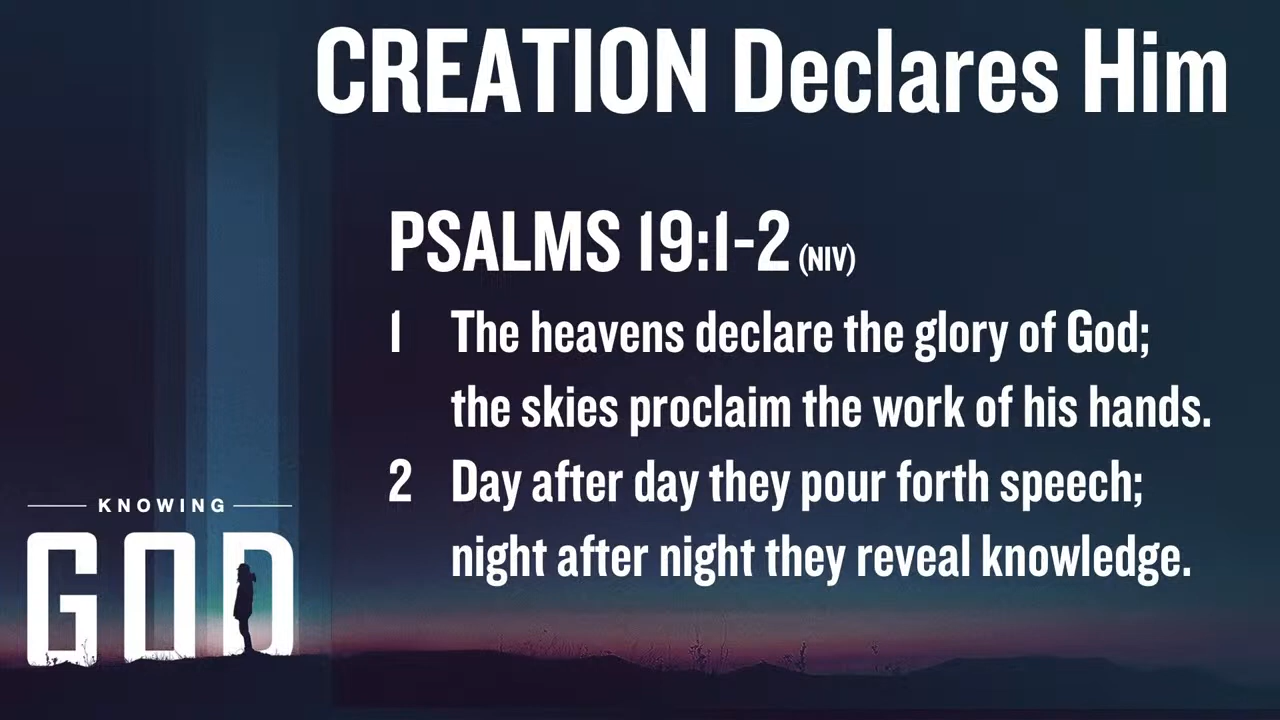 CREATION Declares Him
PSALMS 19:1-2 (NIV)
1 The heavens declare the glory of God;
the skies proclaim the work of his hands.
2 Day after day they pour forth speech;
night after night they reveal knowledge.
KNOWING
GOD